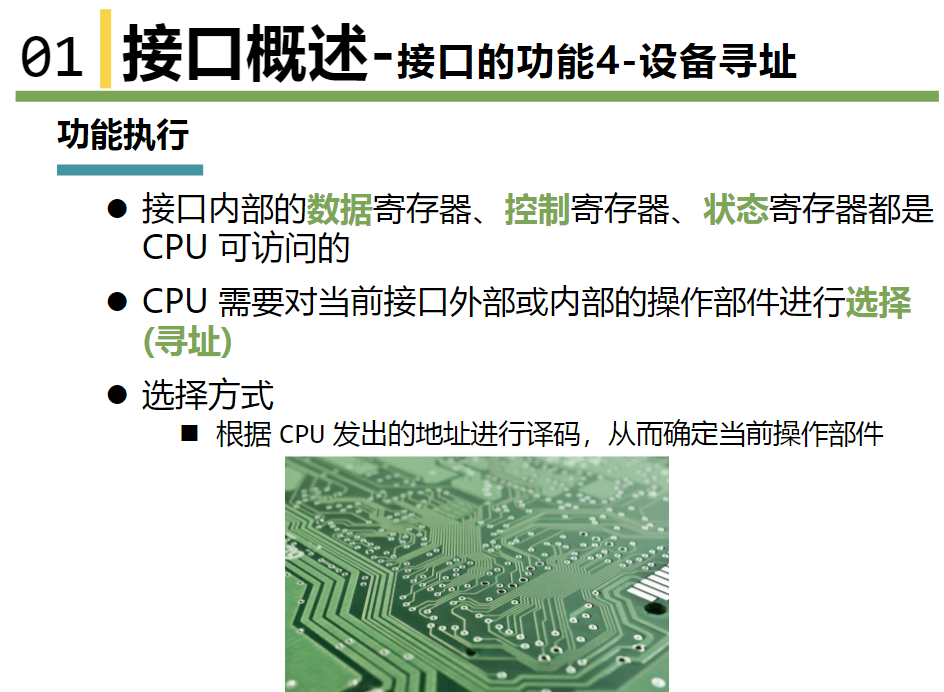 01 接口概述-接口的功能4-设备寻址
功能执行
● 接口内部的数据寄存器、控制寄存器、状态寄存器都是
CPU 可访问的
● CPU 需要对当前接口外部或内部的操作部件进行选择
(寻址)
● 选择方式
■ 根据 CPU 发出的地址进行译码，从而确定当前操作部件